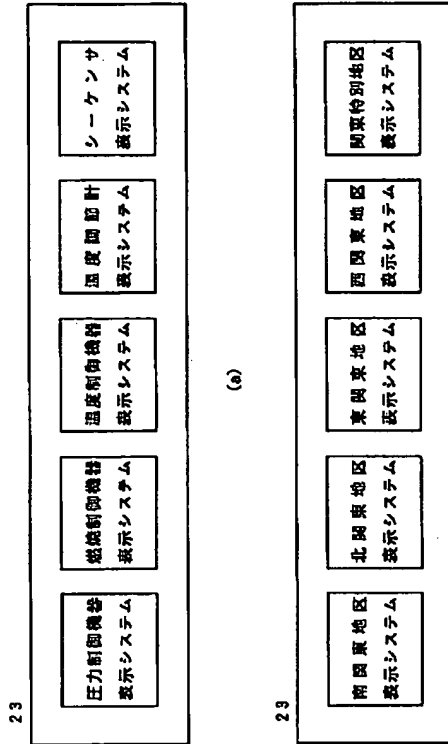 23
圧力制御機器
表示システム
燃焼制御機器
表示システム
温度制御機器
表示システム
温度調節計
表示システム
シーケンサ
表示システム
(a)
23
南関東地区
表示システム
北関東地区
表示システム
東関東地区
表示システム
西関東地区
表示システム
関東特別地区
表示システム